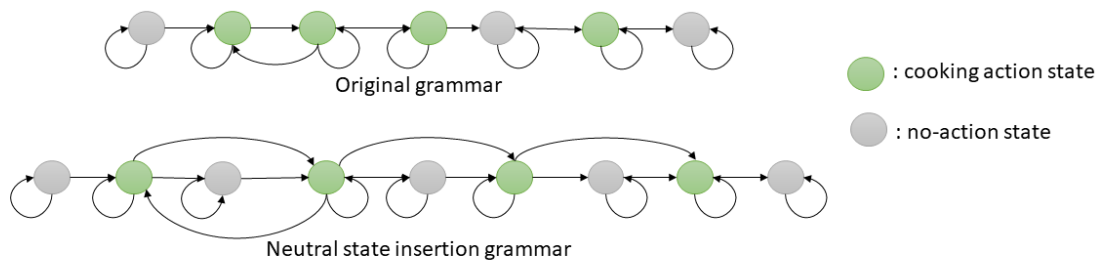 Original grammar
: cooking action state
: no-action state
Neutral state insertion grammar